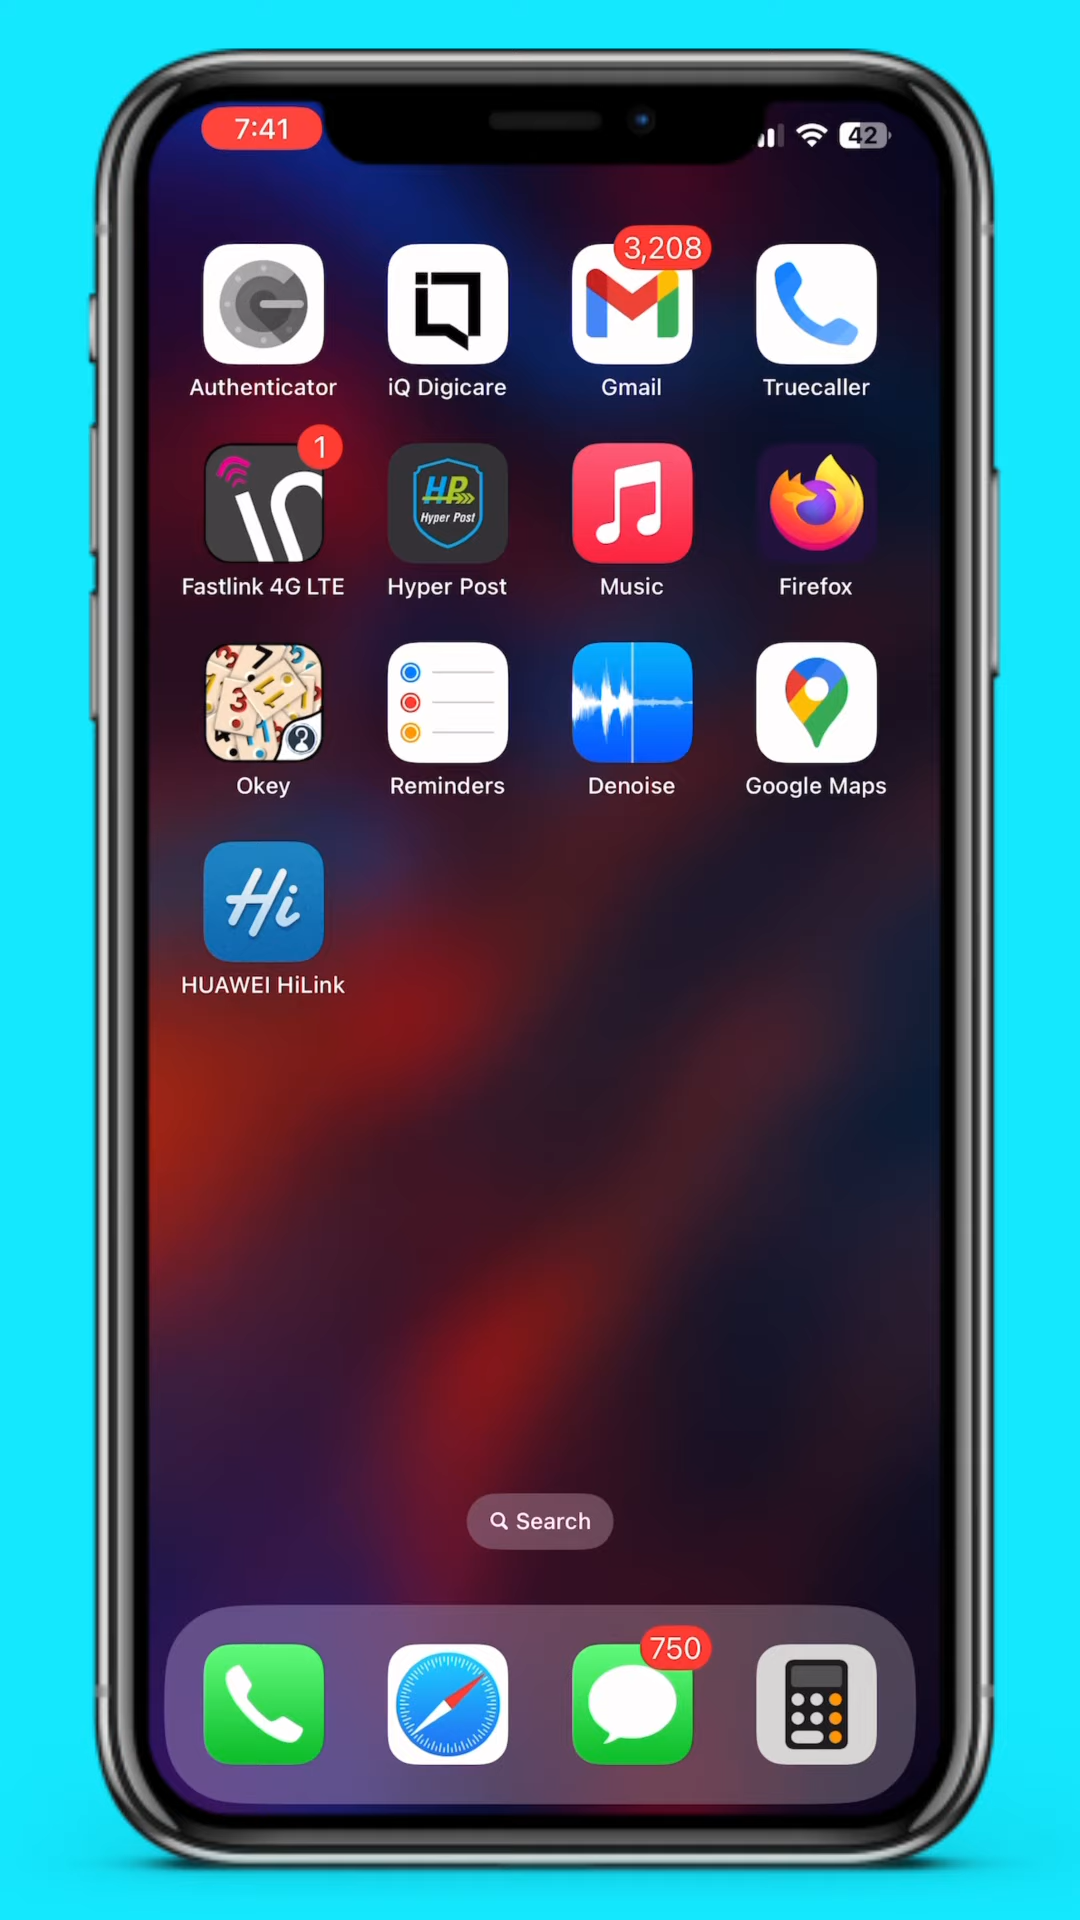 7:41
42
3,208
Authenticator
iQ Digicare
Gmail
Truecaller
1
HP
Hyper Post
Fastlink 4G LTE
Hyper Post
Music
Firefox
Okey
Reminders
Denoise
Google Maps
Hi
HUAWEI HiLink
Search
750